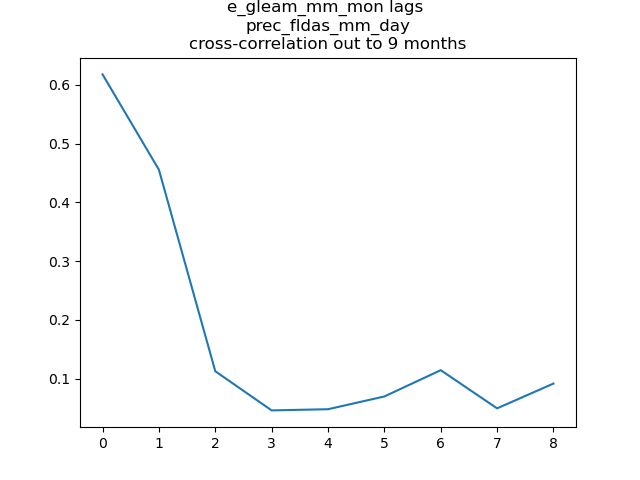 e_gleam_mm_mon lags
prec_fldas_mm_day
cross-correlation out to 9 months
0.6
0.5
0.4
0.3
0.2
0.1
0 1 2 3 4 5 6 7 8